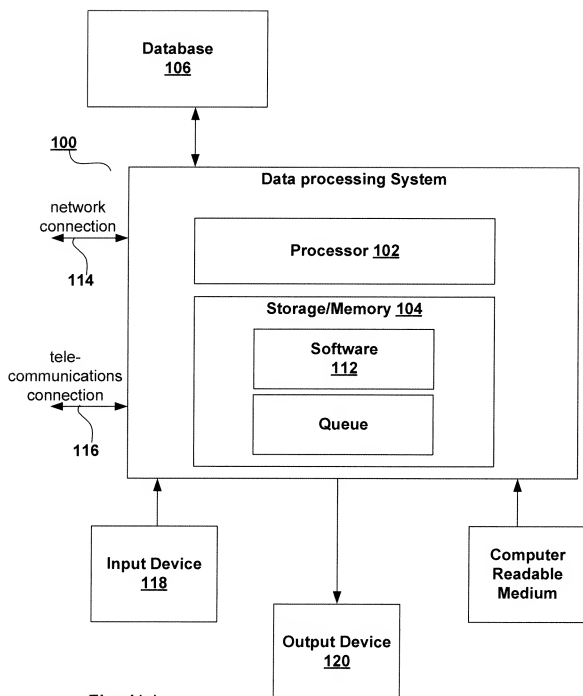 Database
106
100
Data processing System
network
connection
114
Processor 102
Storage/Memory 104
Software
112
Queue
tele-
communications
connection
116
Input Device
118
Computer
Readable
Medium
Output Device
120